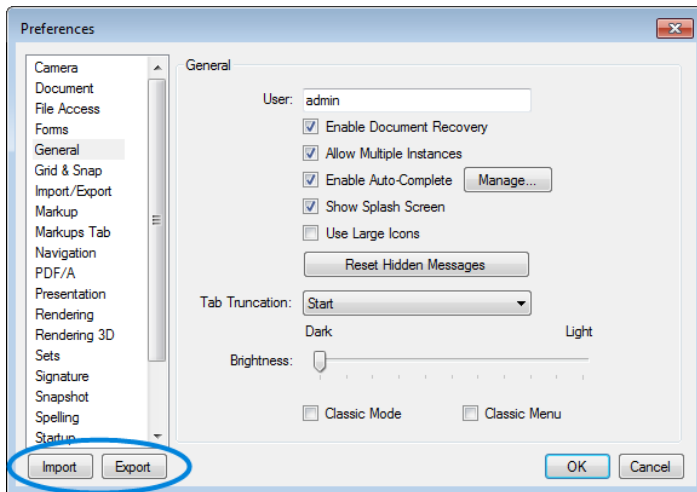 Preferences
Camera
Document
File Access
Forms
General
Grid & Snap
Import/Export
Markup
Markups Tab
Navigation
PDF/A
Presentation
Rendering
Rendering 3D
Sets
Signature
Snapshot
Spelling
Startup
General
User: admin
Enable Document Recovery
Allow Multiple Instances
Enable Auto-Complete Manage...
Show Splash Screen
Use Large Icons
Reset Hidden Messages
Tab Truncation: Start
Dark Light
Brightness:
Classic Mode Classic Menu
Import Export OK Cancel